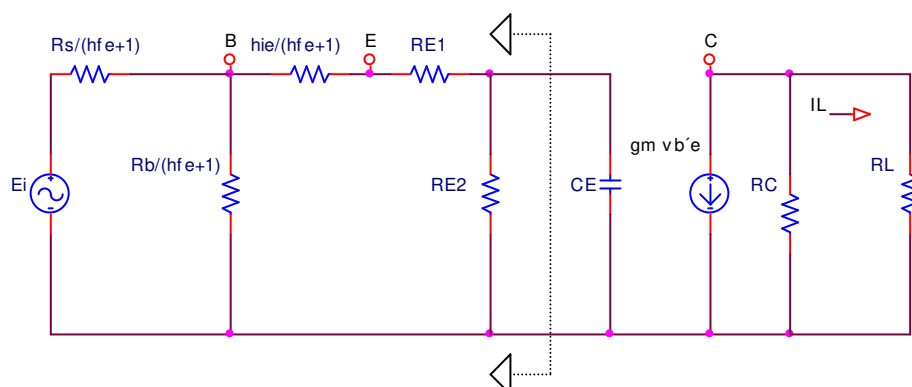 Rs/(hfe+1)
B
hie/(hfe+1)
E
RE1
C
IL
gm vb´e
Rb/(hfe+1)
Ei
RE2
CE
RC
RL